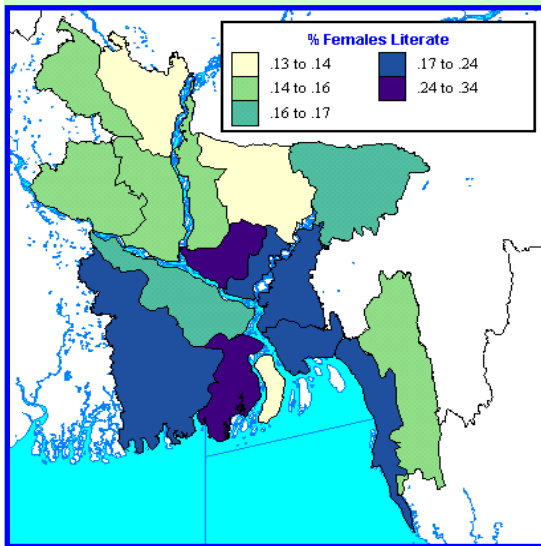 % Females Literate
.13 to .14
.14 to .16
.16 to .17
.17 to .24
.24 to .34